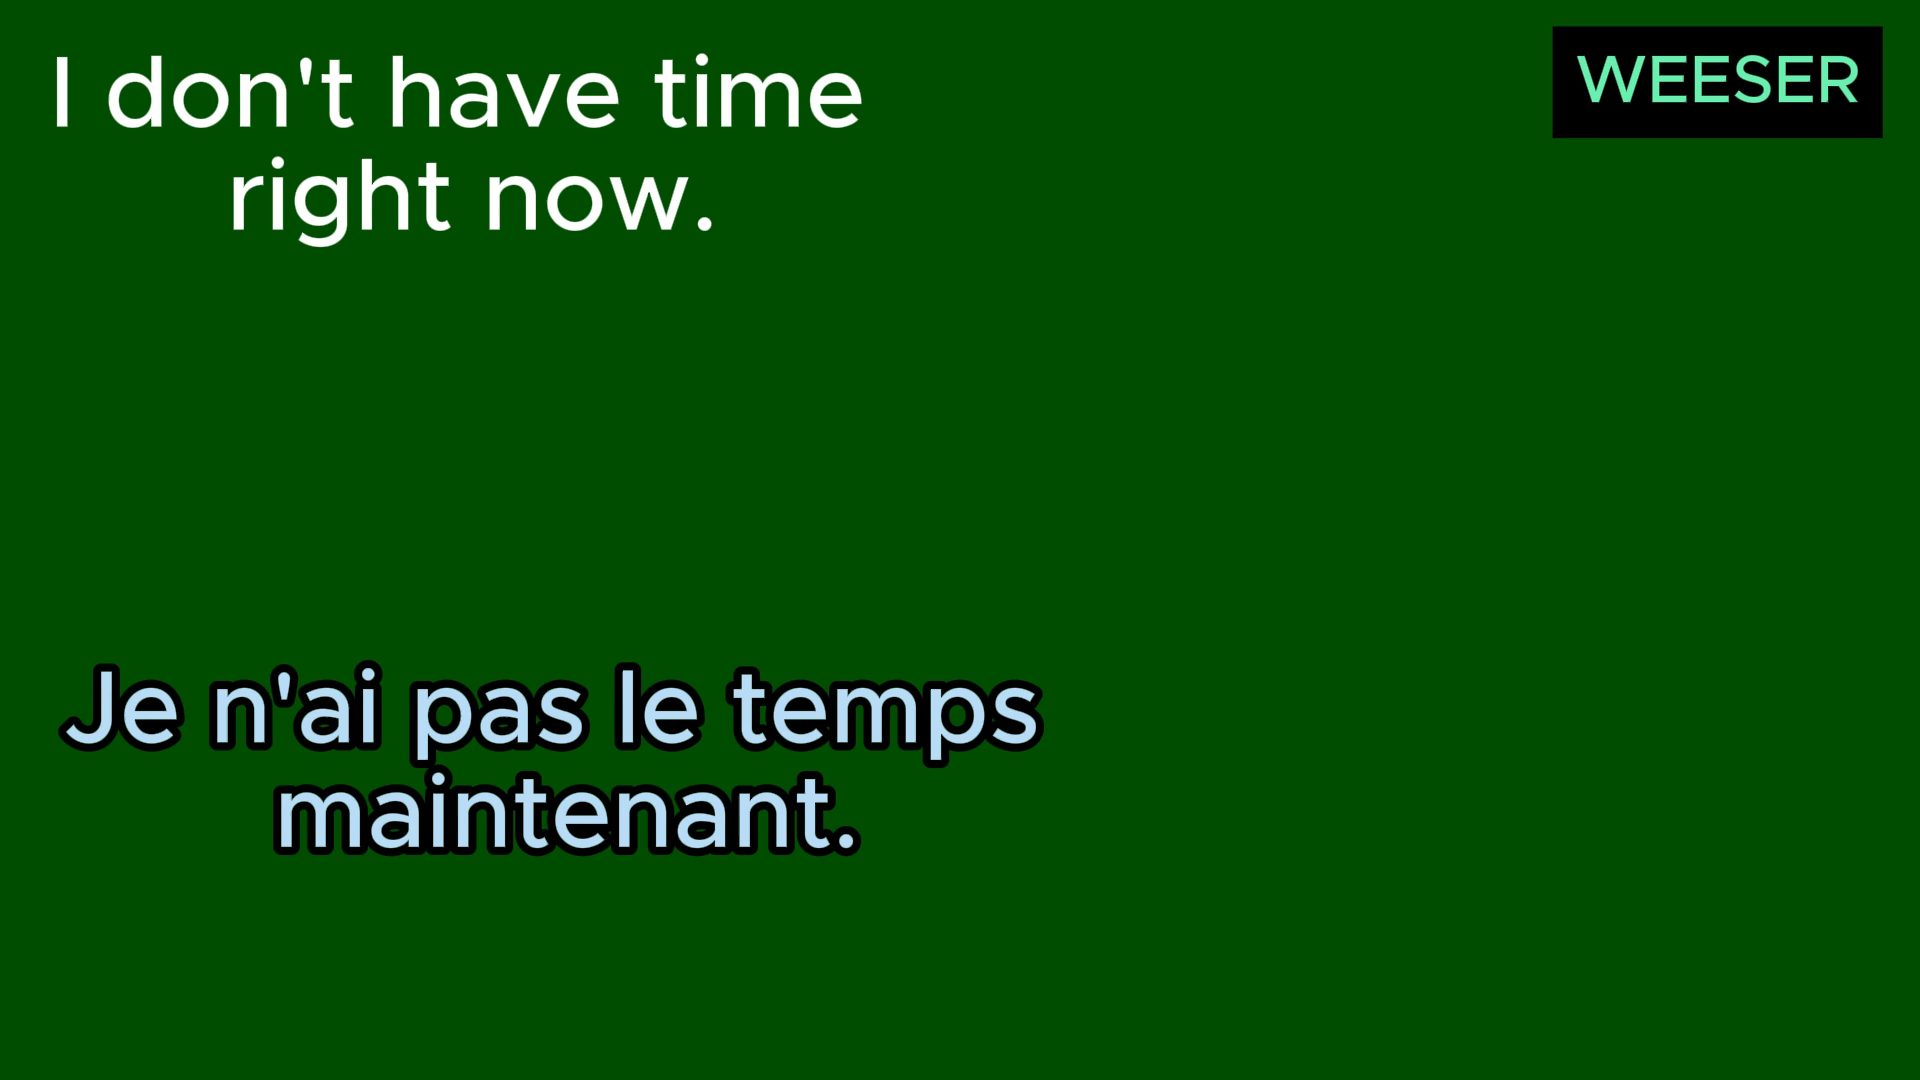 I don't have time
right now.
WEESER
Je n'ai pas le temps
maintenant.